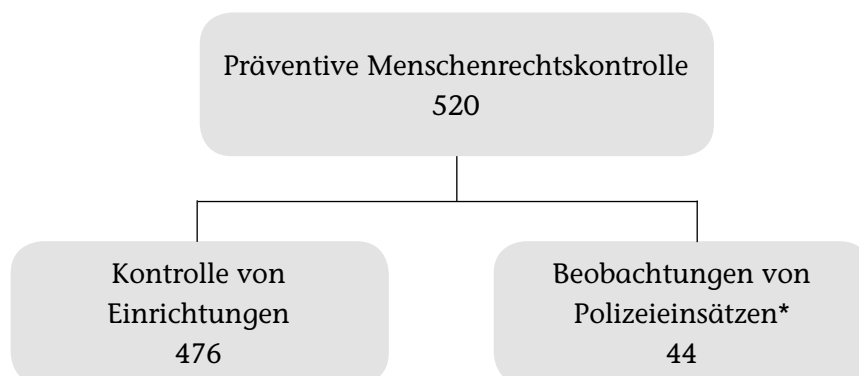 Präventive Menschenrechtskontrolle
520
Kontrolle von
Einrichtungen
476
Beobachtungen von
Polizeieinsätzen*
44